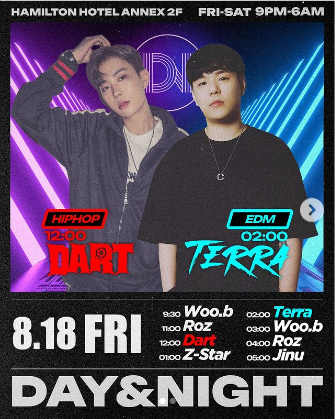 HAMILTON HOTEL ANNEX 2F FRI-SAT 9PM-6AM
DN
HIPHOP
12:00
DART
EDM
02:00
TERRA
8.18 FRI
9:30 Woo.b
11:00 Roz
12:00 Dart
01:00 Z-Star
02:00 Terra
03:00 Woo.b
04:00 Roz
05:00 Jinu
DAY&NIGHT